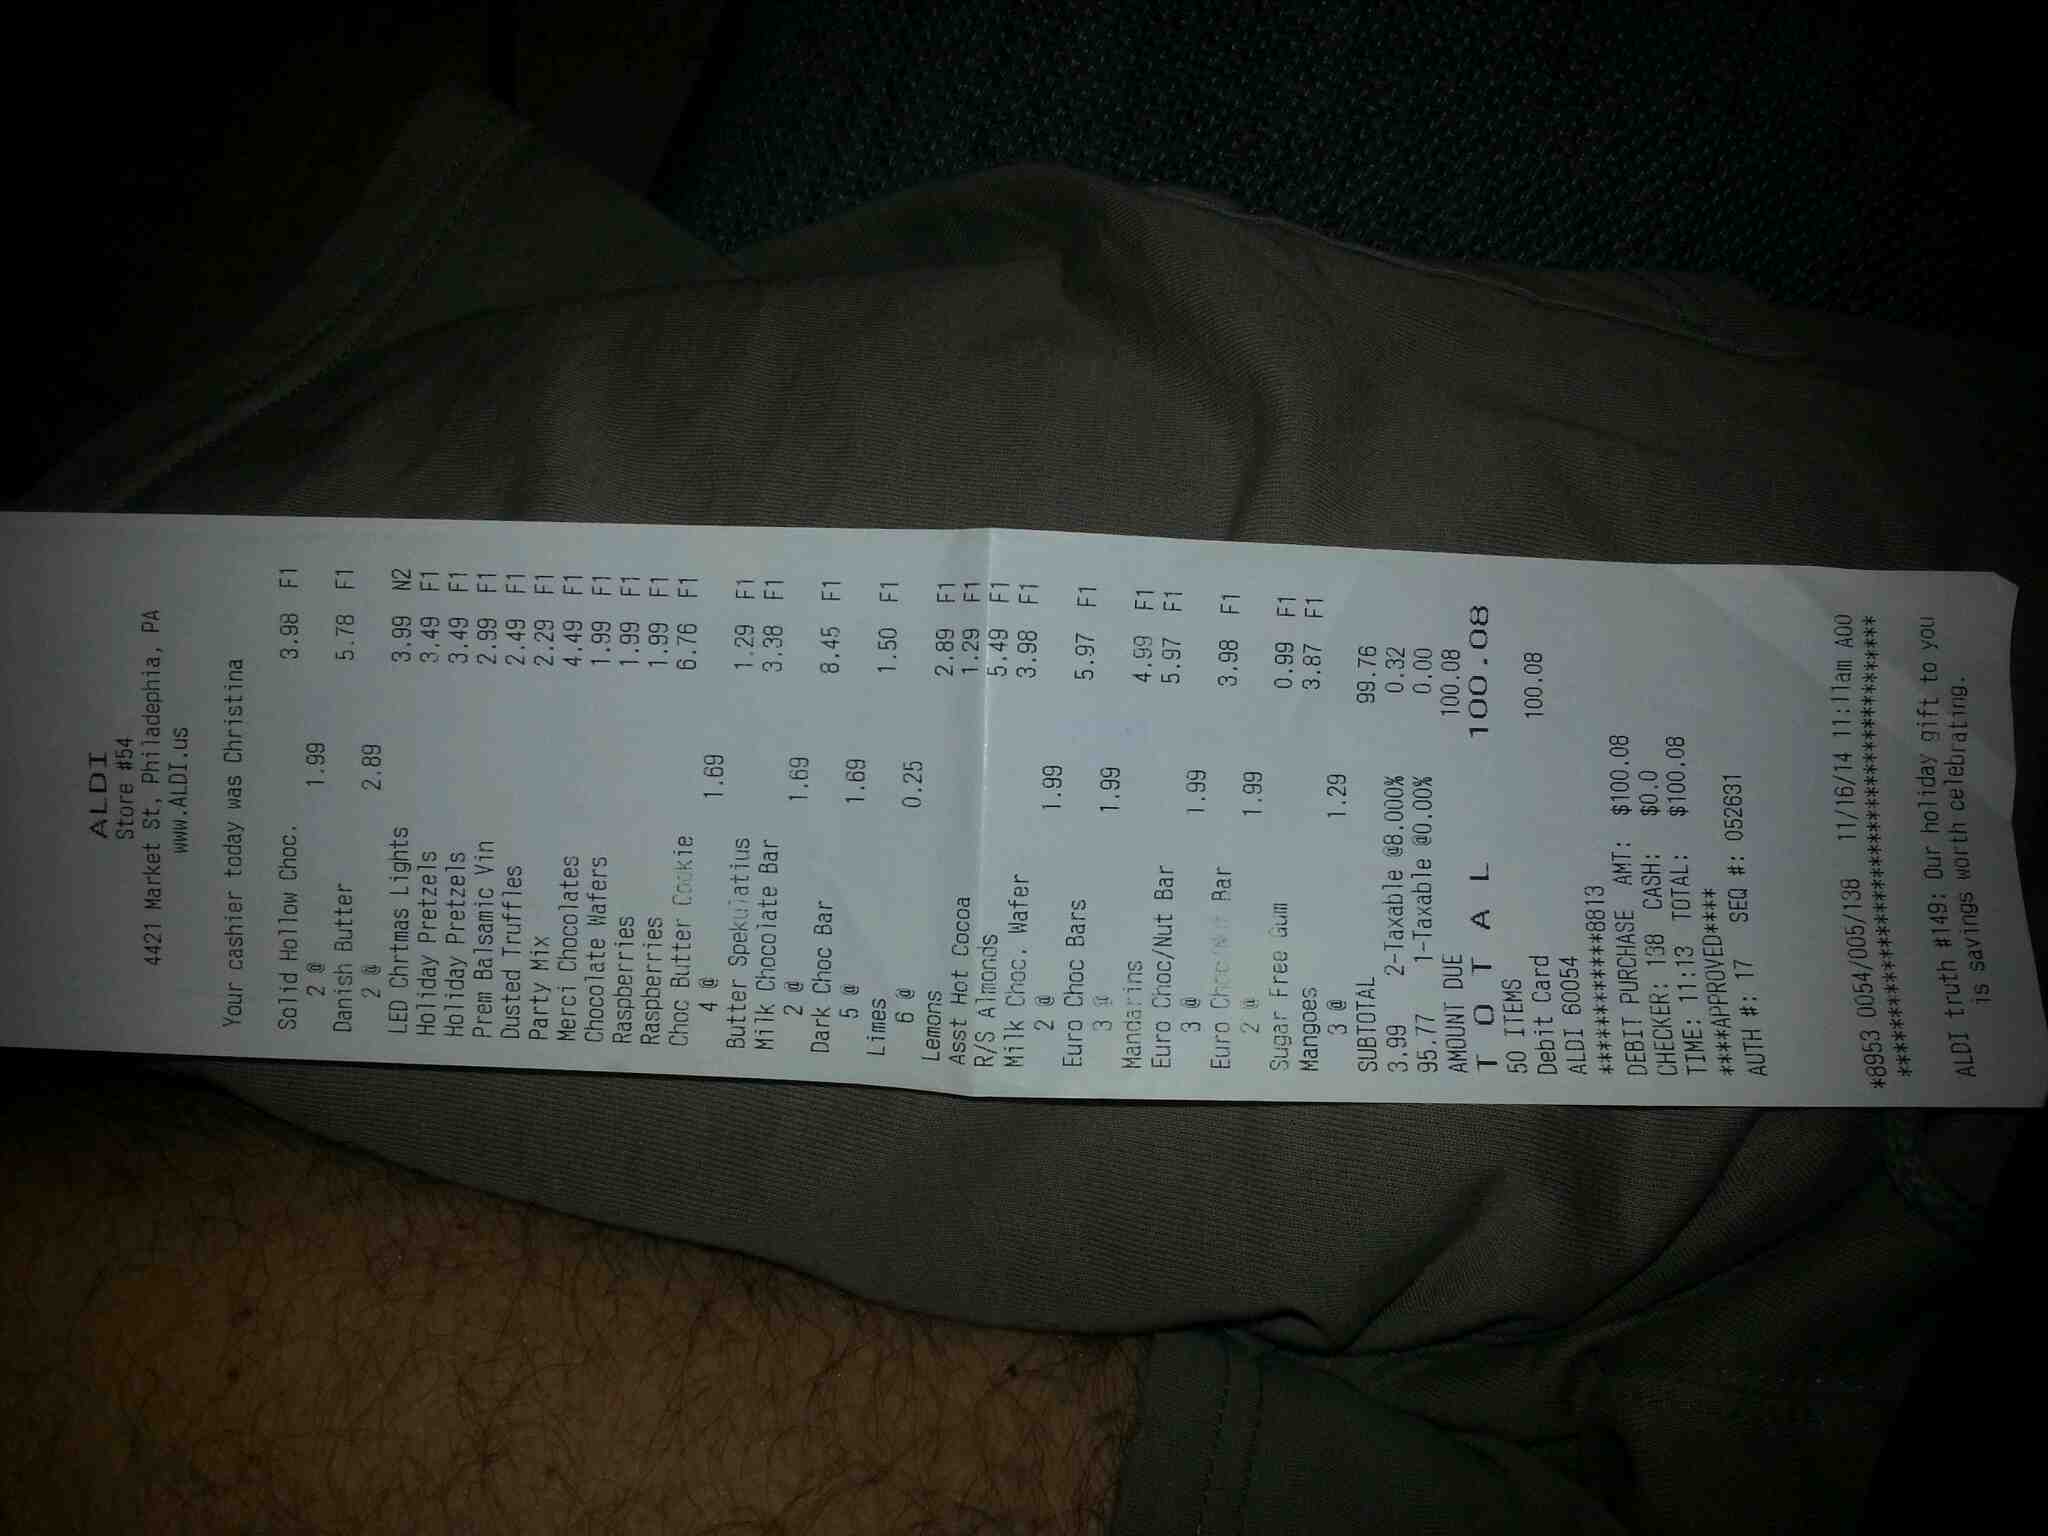 ALDI
Store #54
4421 Market St, Philadephia, PA
www.ALDI.us
Your cashier today was Christina
Solid Hollow Choc. 3.98 F1
2 @ 1.99
Danish Butter 5.78 F1
2 @ 2.89
LED Chrtmas Lights 3.99 N2
Holiday Pretzels 3.49 F1
Holiday Pretzels 3.49 F1
Prem Balsamic Vin 2.99 F1
Dusted Truffles 2.49 F1
Party Mix 2.29 F1
Merci Chocolates 4.49 F1
Chocolate Wafers 1.99 F1
Raspberries 1.99 F1
Raspberries 1.99 F1
Choc Butter Cookie 6.76 F1
4 @ 1.69
Butter Spekulatius 1.29 F1
Milk Chocolate Bar 3.38 F1
2 @ 1.69
Dark Choc Bar 8.45 F1
5 @ 1.69
Limes 1.50 F1
6 @ 0.25
Lemons 2.89 F1
Asst Hot Cocoa 1.29 F1
R/S Almonds 5.49 F1
Milk Choc. Wafer 3.98 F1
2 @ 1.99
Euro Choc Bars 5.97 F1
3 @ 1.99
Mandarins 4.99 F1
Euro Choc/Nut Bar 5.97 F1
3 @ 1.99
Euro Choc/Nut Bar 3.98 F1
2 @ 1.99
Sugar Free Gum 0.99 F1
Mangoes 3.87 F1
3 @ 1.29
SUBTOTAL 99.76
3.99 2-Taxable @8.000% 0.32
95.77 1-Taxable @0.00% 0.00
AMOUNT DUE 100.08
T O T A L 100.08
50 ITEMS
Debit Card 100.08
ALDI 60054
************8813
DEBIT PURCHASE AMT: $100.08
CHECKER: 138 CASH: $0.0
TIME: 11:13 TOTAL: $100.08
****APPROVED****
AUTH #: 17 SEQ #: 052631
*8953 0054/005/138 11/16/14 11:11am A00
****************************************
ALDI truth #149: Our holiday gift to you
is savings worth celebrating.